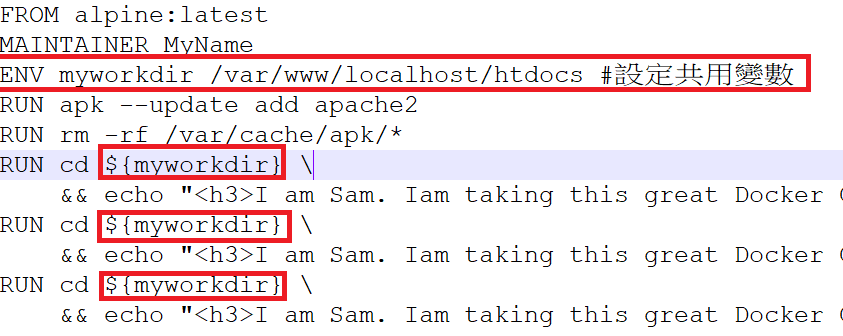 FROM alpine:latest
MAINTAINER MyName
ENV myworkdir /var/www/localhost/htdocs #設定共用變數
RUN apk --update add apache2
RUN rm -rf /var/cache/apk/*
RUN cd ${myworkdir} \
&& echo "<h3>I am Sam. Iam taking this great Docker
RUN cd ${myworkdir} \
&& echo "<h3>I am Sam. Iam taking this great Docker
RUN cd ${myworkdir} \
&& echo "<h3>I am Sam. Iam taking this great Docker